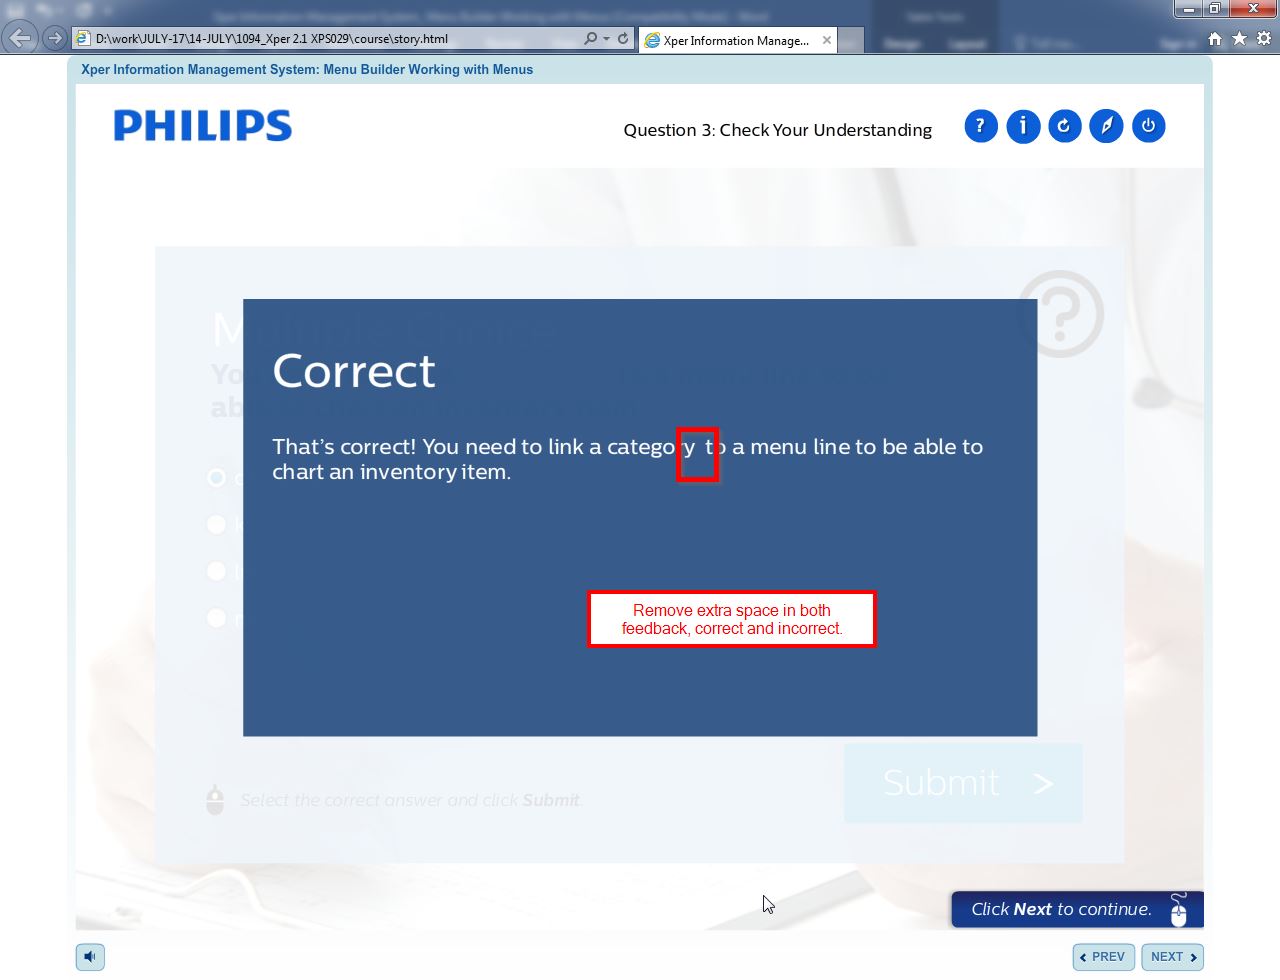 D:\work\JULY-17\14-JULY\1094_Xper 2.1 XPS029\course\story.html
Xper Information Manage...
Xper Information Management System: Menu Builder Working with Menus
PHILIPS
Question 3: Check Your Understanding
Multiple Choice
Correct
That's correct! You need to link a category  to a menu line to be able to
chart an inventory item.
Remove extra space in both
feedback, correct and incorrect.
Submit >
Select the correct answer and click Submit.
Click Next to continue.
PREV
NEXT